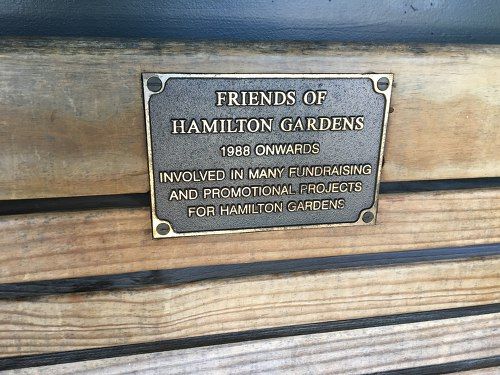 FRIENDS OF
HAMILTON GARDENS
1988 ONWARDS
INVOLVED IN MANY FUNDRAISING
AND PROMOTIONAL PROJECTS
FOR HAMILTON GARDENS